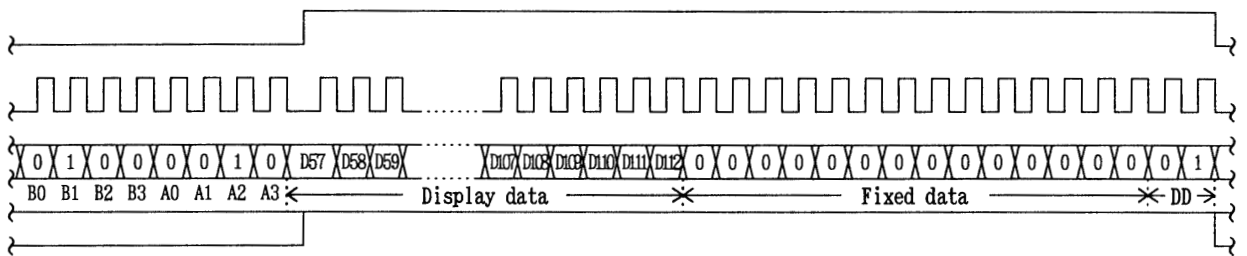 0 1 0 0 0 0 1 0 D57 D58 D59 D107 D108 D109 D110 D111 D112 0 0 0 0 0 0 0 0 0 0 0 0 0 0 0 1
B0 B1 B2 B3 A0 A1 A2 A3 Display data Fixed data DD